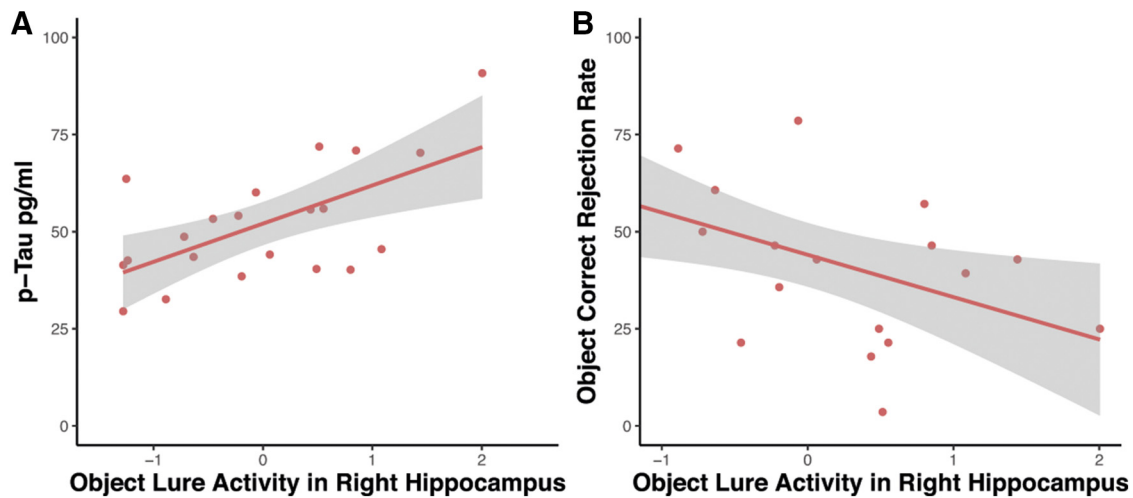 A
100
75
50
25
0
p-Tau pg/ml
-1 0 1 2
Object Lure Activity in Right Hippocampus
B
100
75
50
25
0
Object Correct Rejection Rate
-1 0 1 2
Object Lure Activity in Right Hippocampus